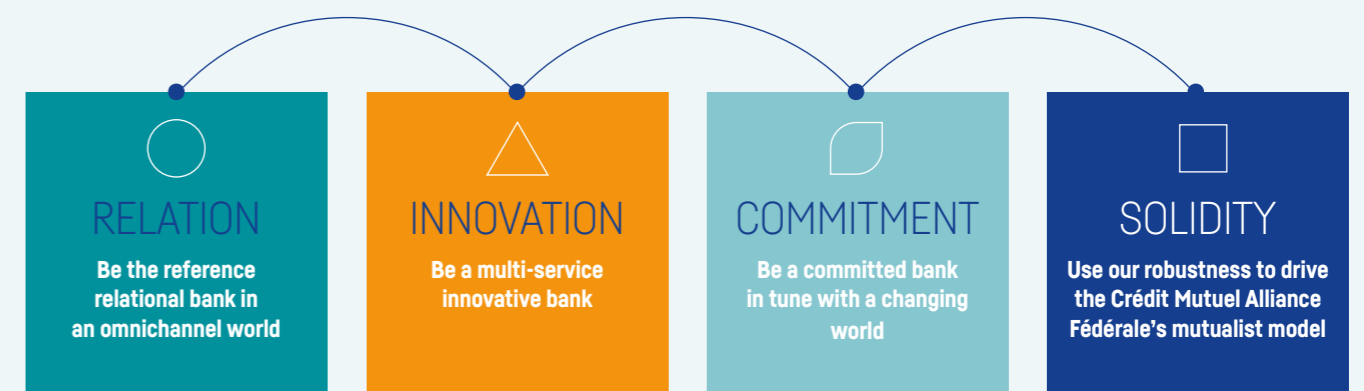 RELATION
Be the reference
relational bank in
an omnichannel world
INNOVATION
Be a multi-service
innovative bank
COMMITMENT
Be a committed bank
in tune with a changing
world
SOLIDITY
Use our robustness to drive
the Crédit Mutuel Alliance
Fédérale's mutualist model